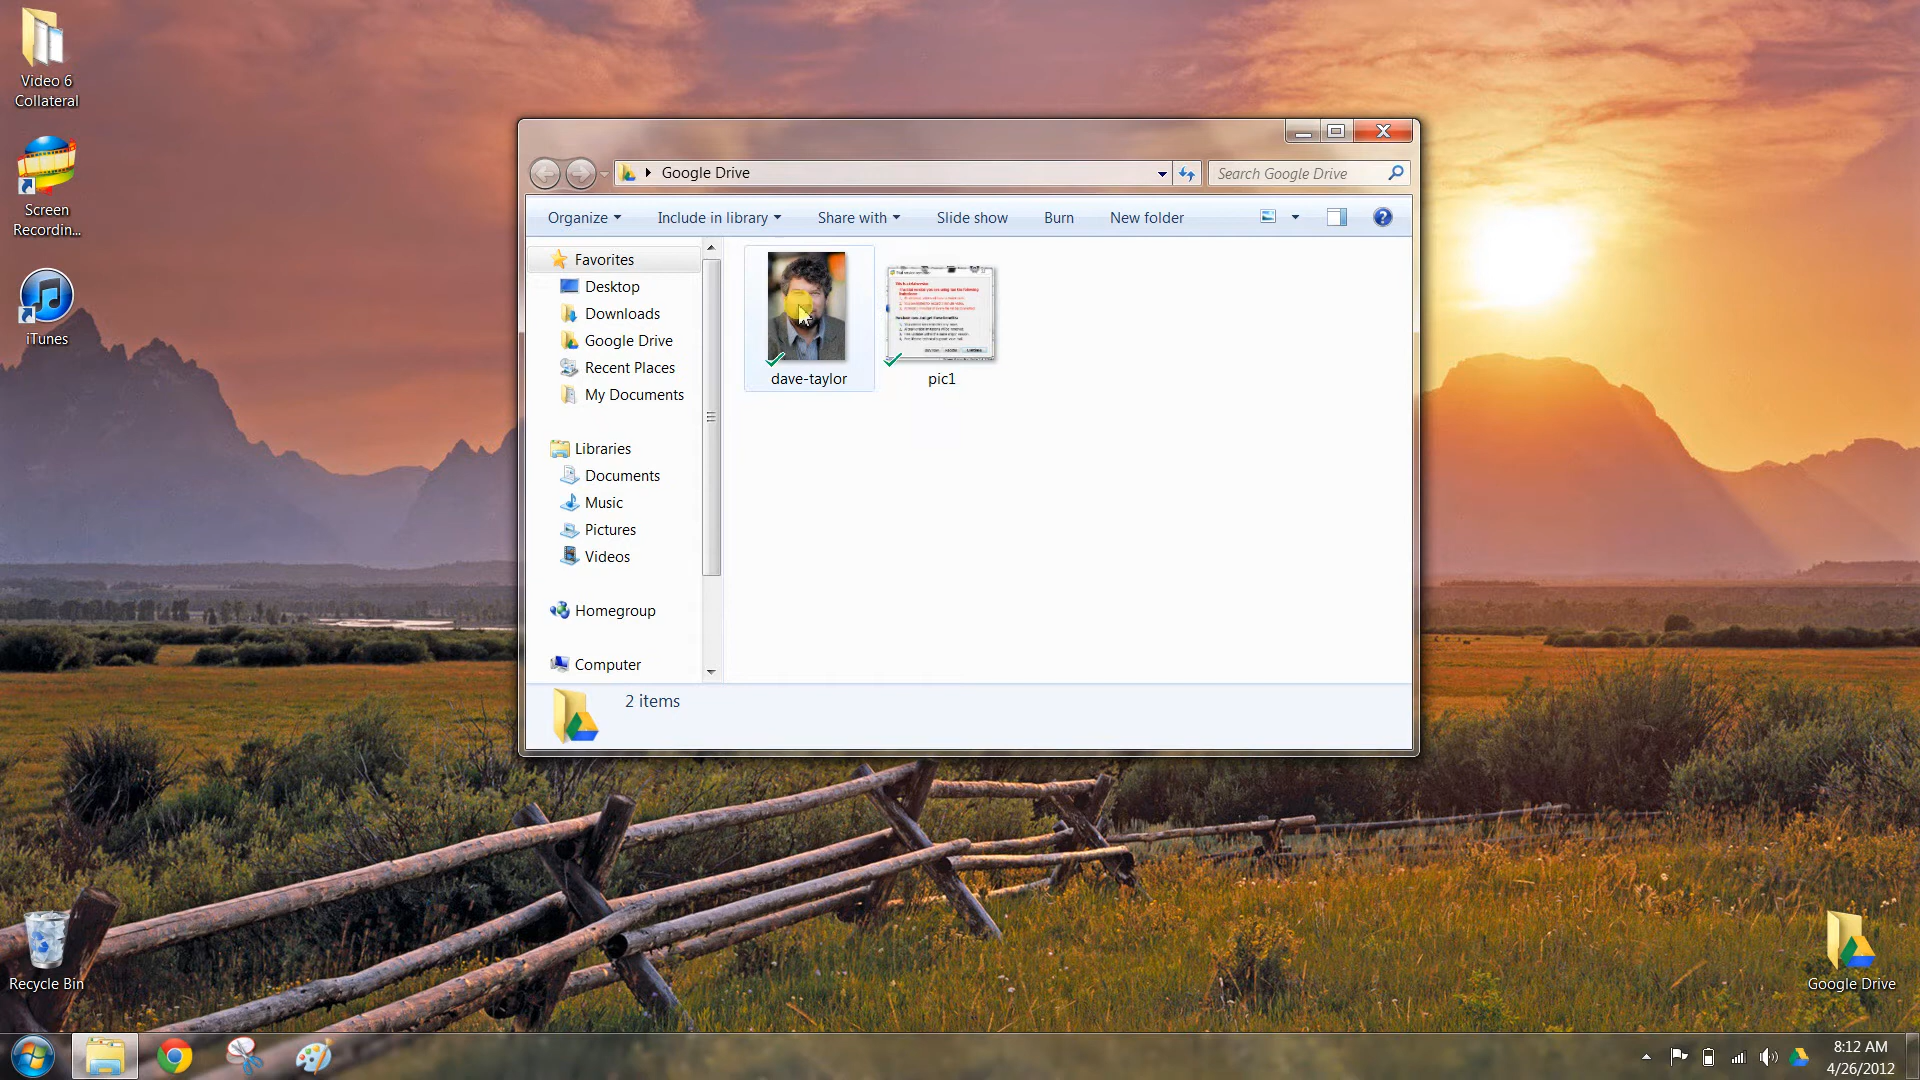 Video 6
Collateral
Screen
Recordin...
iTunes
Google Drive
Search Google Drive
Organize
Include in library
Share with
Slide show
Burn
New folder
Favorites
Desktop
Downloads
Google Drive
Recent Places
My Documents
Libraries
Documents
Music
Pictures
Videos
Homegroup
Computer
dave-taylor
pic1
2 items
Recycle Bin
Google Drive
8:12 AM
4/26/2012